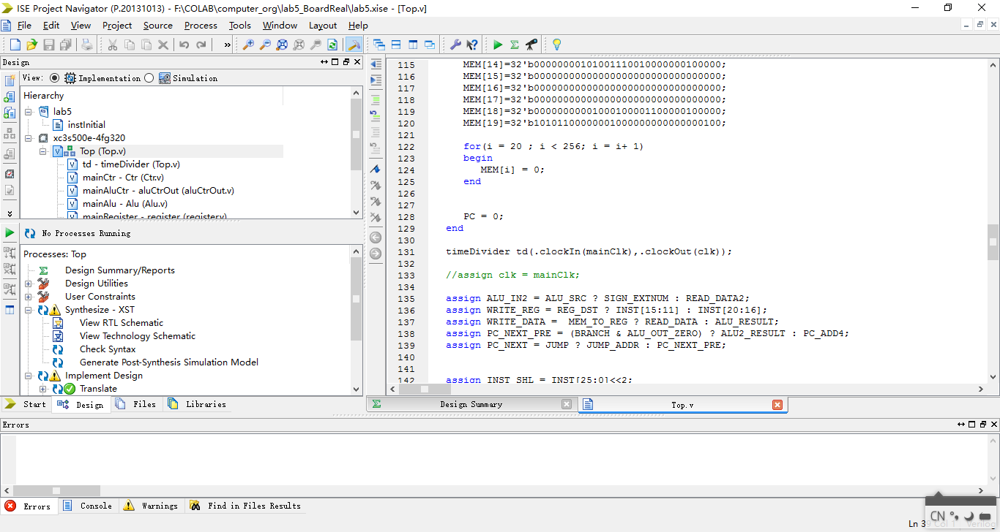 ISE Project Navigator (P.20131013) - F:\COLAB\computer_org\lab5_BoardReal\lab5.xise - [Top.v]
File Edit View Project Source Process Tools Window Layout Help
Design
View: Implementation Simulation
Hierarchy
lab5
instInitial
xc3s500e-4fg320
Top (Top.v)
td - timeDivider (Top.v)
mainCtr - Ctr (Ctr.v)
mainAluCtr - aluCtrOut (aluCtrOut.v)
mainAlu - Alu (Alu.v)
mainRegister - register (register.v)
No Processes Running
Processes: Top
Design Summary/Reports
Design Utilities
User Constraints
Synthesize - XST
View RTL Schematic
View Technology Schematic
Check Syntax
Generate Post-Synthesis Simulation Model
Implement Design
Translate
Start Design Files Libraries
115 MEM[14]=32'b00000000010100111001000000100000;
116 MEM[15]=32'b00000000000000000000000000000000;
117 MEM[16]=32'b00000000000000000000000000000000;
118 MEM[17]=32'b00000000000000000000000000000000;
119 MEM[18]=32'b00000000000100010000110000010000;
120 MEM[19]=32'b10101100000000100000000000000100;
121
122 for(i = 20 ; i < 256; i = i+ 1)
123 begin
124 MEM[i] = 0;
125 end
126
127
128 PC = 0;
129 end
130
131 timeDivider td(.clockIn(mainClk),.clockOut(clk));
132
133 //assign clk = mainClk;
134
135 assign ALU_IN2 = ALU_SRC ? SIGN_EXTNUM : READ_DATA2;
136 assign WRITE_REG = REG_DST ? INST[15:11] : INST[20:16];
137 assign WRITE_DATA = MEM_TO_REG ? READ_DATA : ALU_RESULT;
138 assign PC_NEXT_PRE = (BRANCH & ALU_OUT_ZERO) ? ALU2_RESULT : PC_ADD4;
139 assign PC_NEXT = JUMP ? JUMP_ADDR : PC_NEXT_PRE;
140
141
142 assign INST_SHL = INST[25:0]<<2;
Design Summary Top.v
Errors
Errors Console Warnings Find in Files Results
CN
Ln 39 Col 1 Verilog